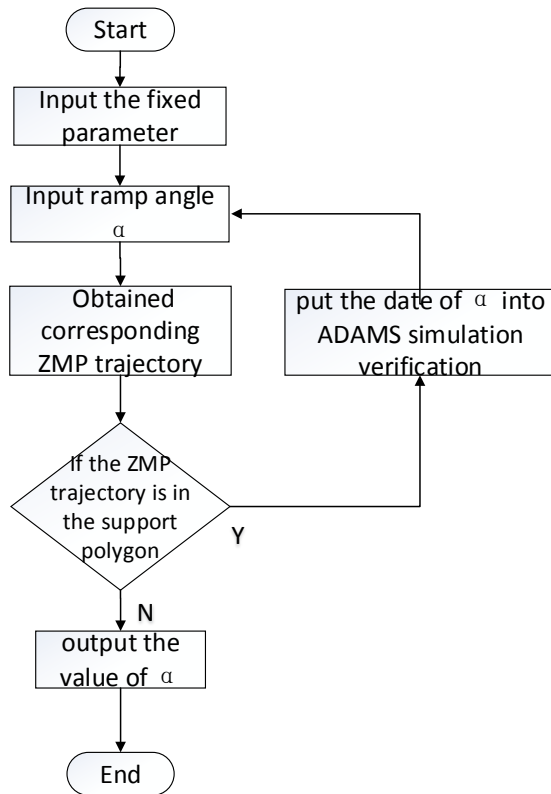 Start
Input the fixed
parameter
Input ramp angle
α
Obtained
corresponding
ZMP trajectory
put the date of α into
ADAMS simulation
verification
If the ZMP
trajectory is in
the support
polygon
Y
N
output the
value of α
End